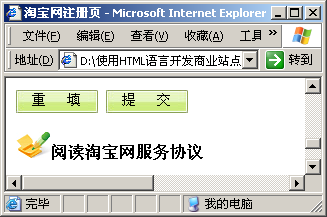 淘宝网注册页 - Microsoft Internet Explorer
文件(F) 编辑(E) 查看(V) 收藏(A) 工具 »
地址(D) D:\使用HTML语言开发商业站点 转到
重 填 提 交
阅读淘宝网服务协议
完毕 我的电脑